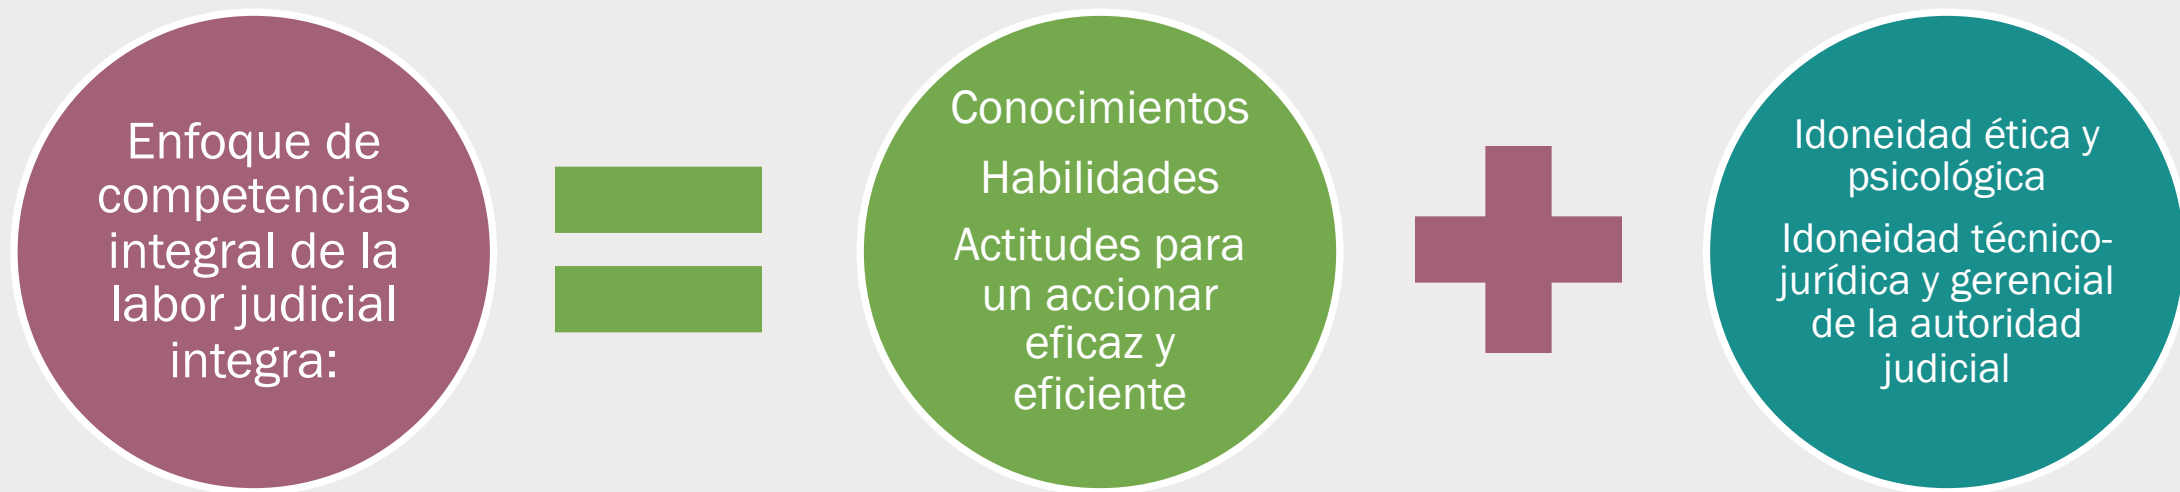 Enfoque de
competencias
integral de la
labor judicial
integra:
Conocimientos
Habilidades
Actitudes para
un accionar
eficaz y
eficiente
Idoneidad ética y
psicológica
Idoneidad técnico-
jurídica y gerencial
de la autoridad
judicial